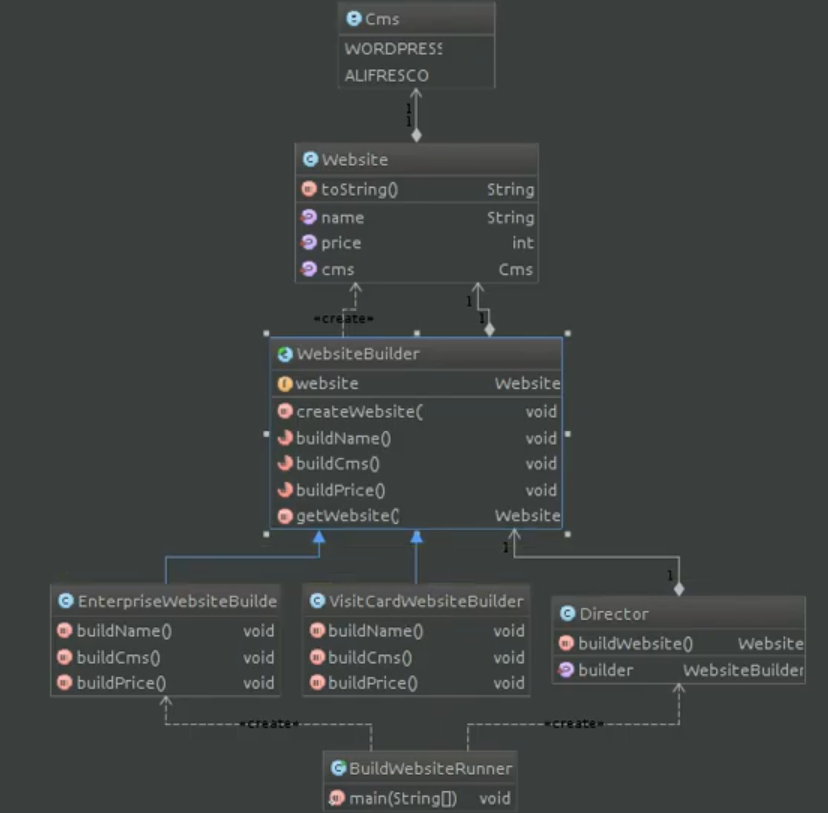 Cms
WORDPRESS
ALIFRESCO
1
1
Website
toString() String
name String
price int
cms Cms
«create»
1
1
WebsiteBuilder
website Website
createWebsite( void
buildName() void
buildCms() void
buildPrice() void
getWebsite() Website
1
1
EnterpriseWebsiteBuilde
buildName() void
buildCms() void
buildPrice() void
VisitCardWebsiteBuilder
buildName() void
buildCms() void
buildPrice() void
Director
buildWebsite() Website
builder WebsiteBuilder
«create»
«create»
BuildWebsiteRunner
main(String[]) void